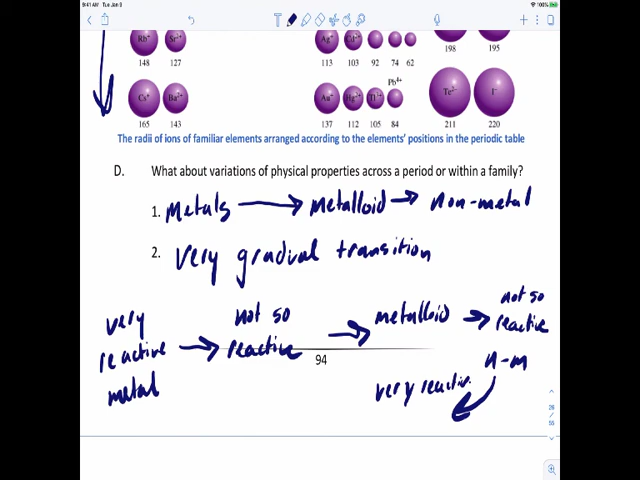 9:41 AM Tue Jan 9
100%
Rb+ Sr2+ Ag+ Cd2+
148 127 113 103 92 74 62 198 195
Pb4+
Cs+ Ba2+ Au+ Hg2+ Tl3+ Te2- I-
165 143 137 112 105 84 211 220
The radii of ions of familiar elements arranged according to the elements' positions in the periodic table
D. What about variations of physical properties across a period or within a family?
1. Metals → metalloid → non-metal
2. very gradual transition
very reactive metal → not so reactive → metalloid → not so reactive n-m
94
very reactiv
28 / 55